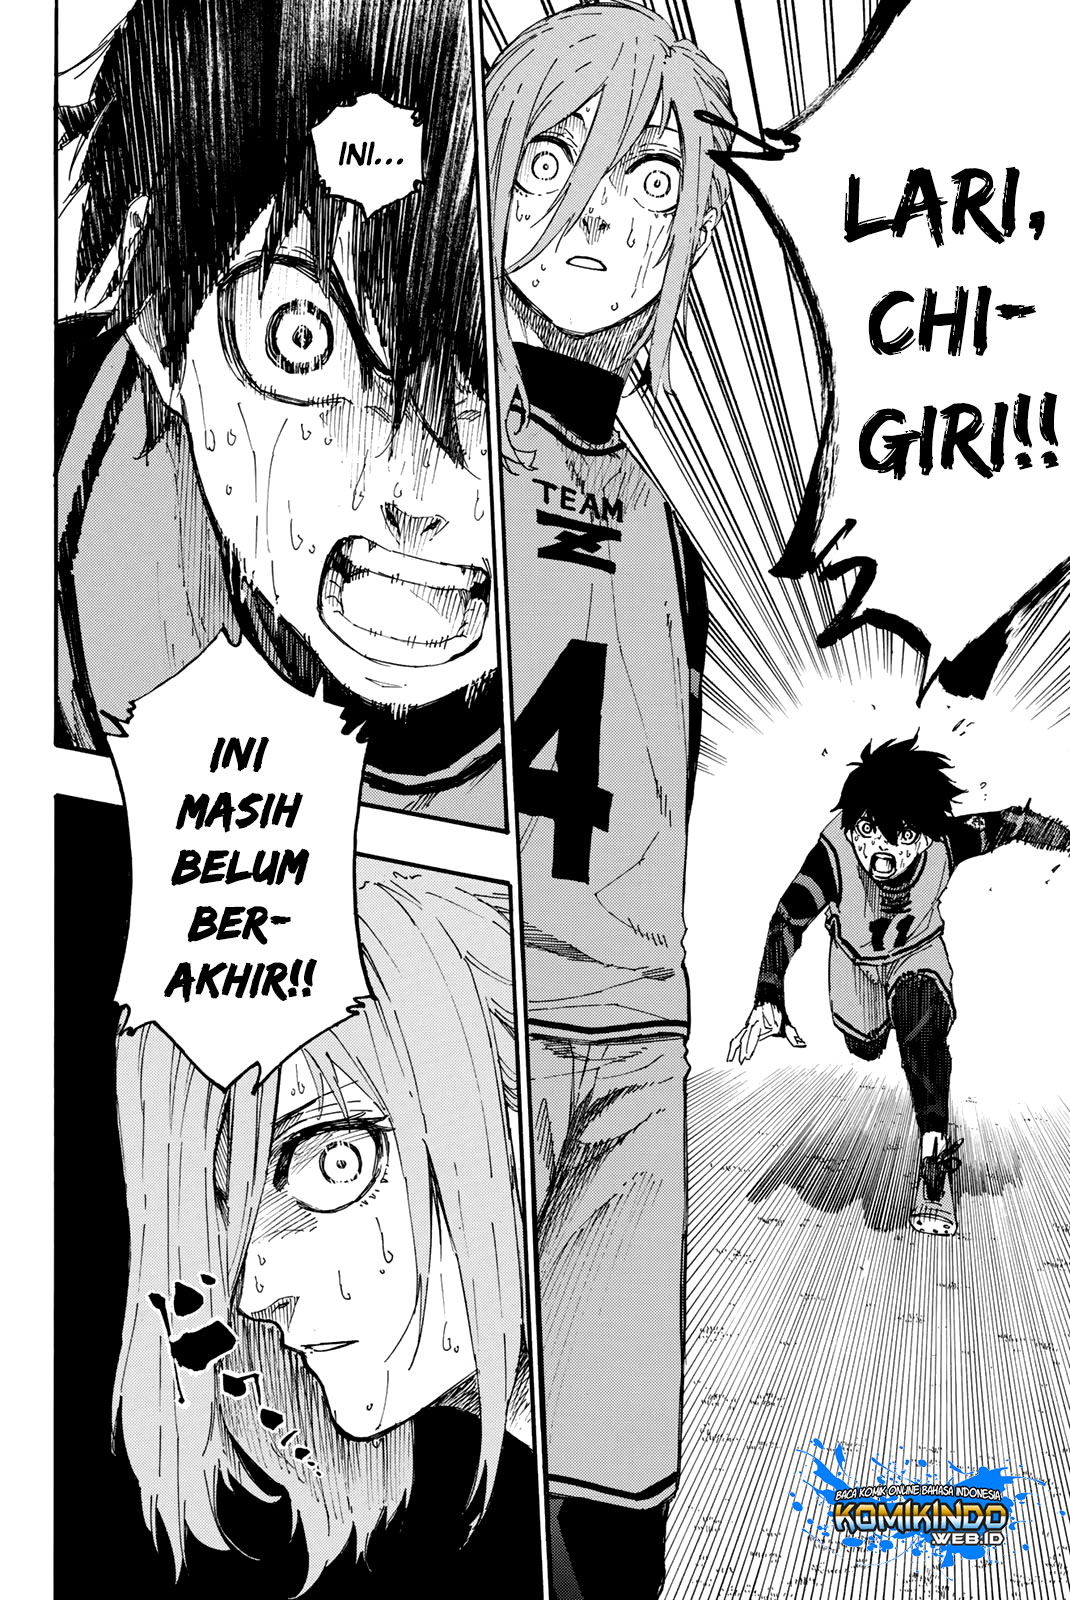 LARI,
CHI-
GIRI!!
TEAM
Z
4
11
INI...
INI
MASIH
BELUM
BER-
AKHIR!!
BACA KOMIK ONLINE BAHASA INDONESIA
KOMIKINDO
WEB.ID